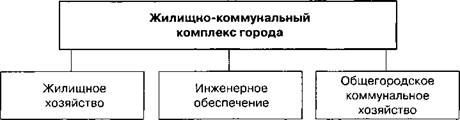 Жилищно-коммунальный
комплекс города
Жилищное
хозяйство
Инженерное
обеспечение
Общегородское
коммунальное
хозяйство